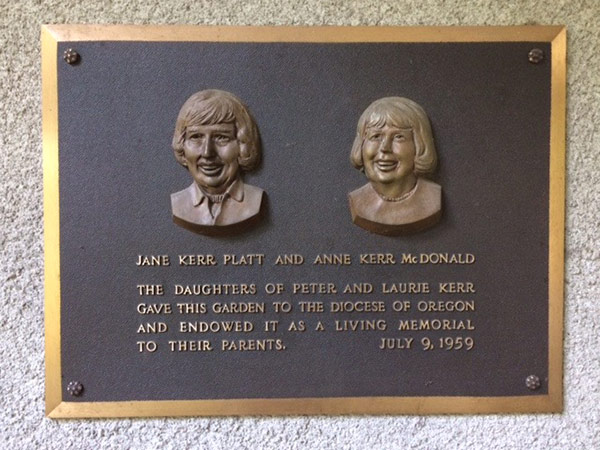 JANE KERR PLATT AND ANNE KERR McDONALD
THE DAUGHTERS OF PETER AND LAURIE KERR
GAVE THIS GARDEN TO THE DIOCESE OF OREGON
AND ENDOWED IT AS A LIVING MEMORIAL
TO THEIR PARENTS. JULY 9, 1959